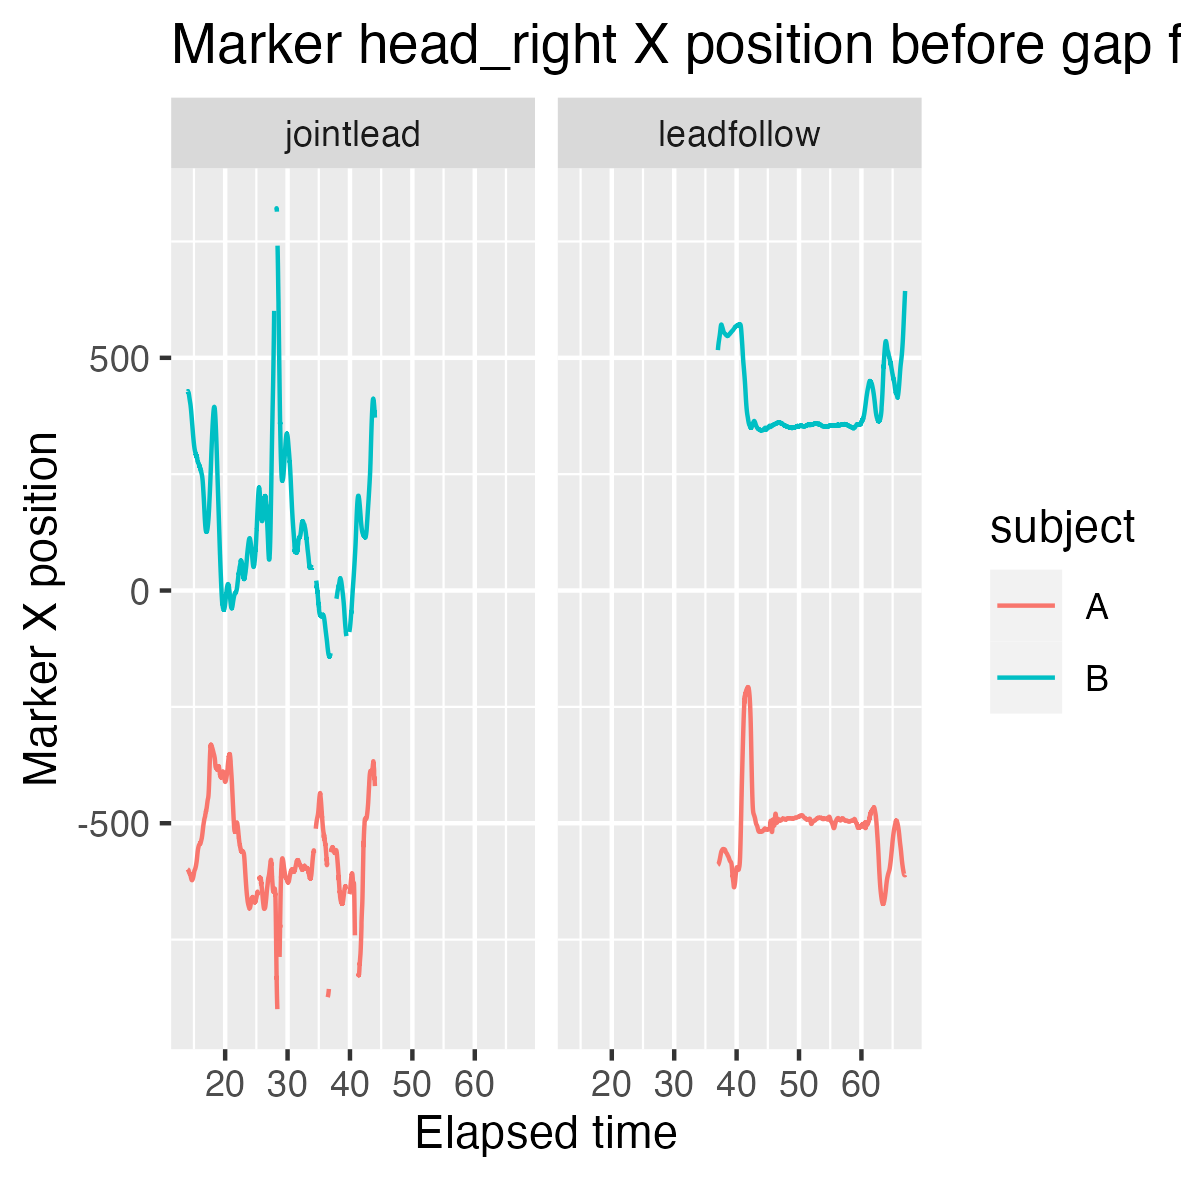 Marker head_right X position before gap f
jointlead leadfollow
Marker X position
500
0
-500
20 30 40 50 60 20 30 40 50 60
Elapsed time
subject
A
B